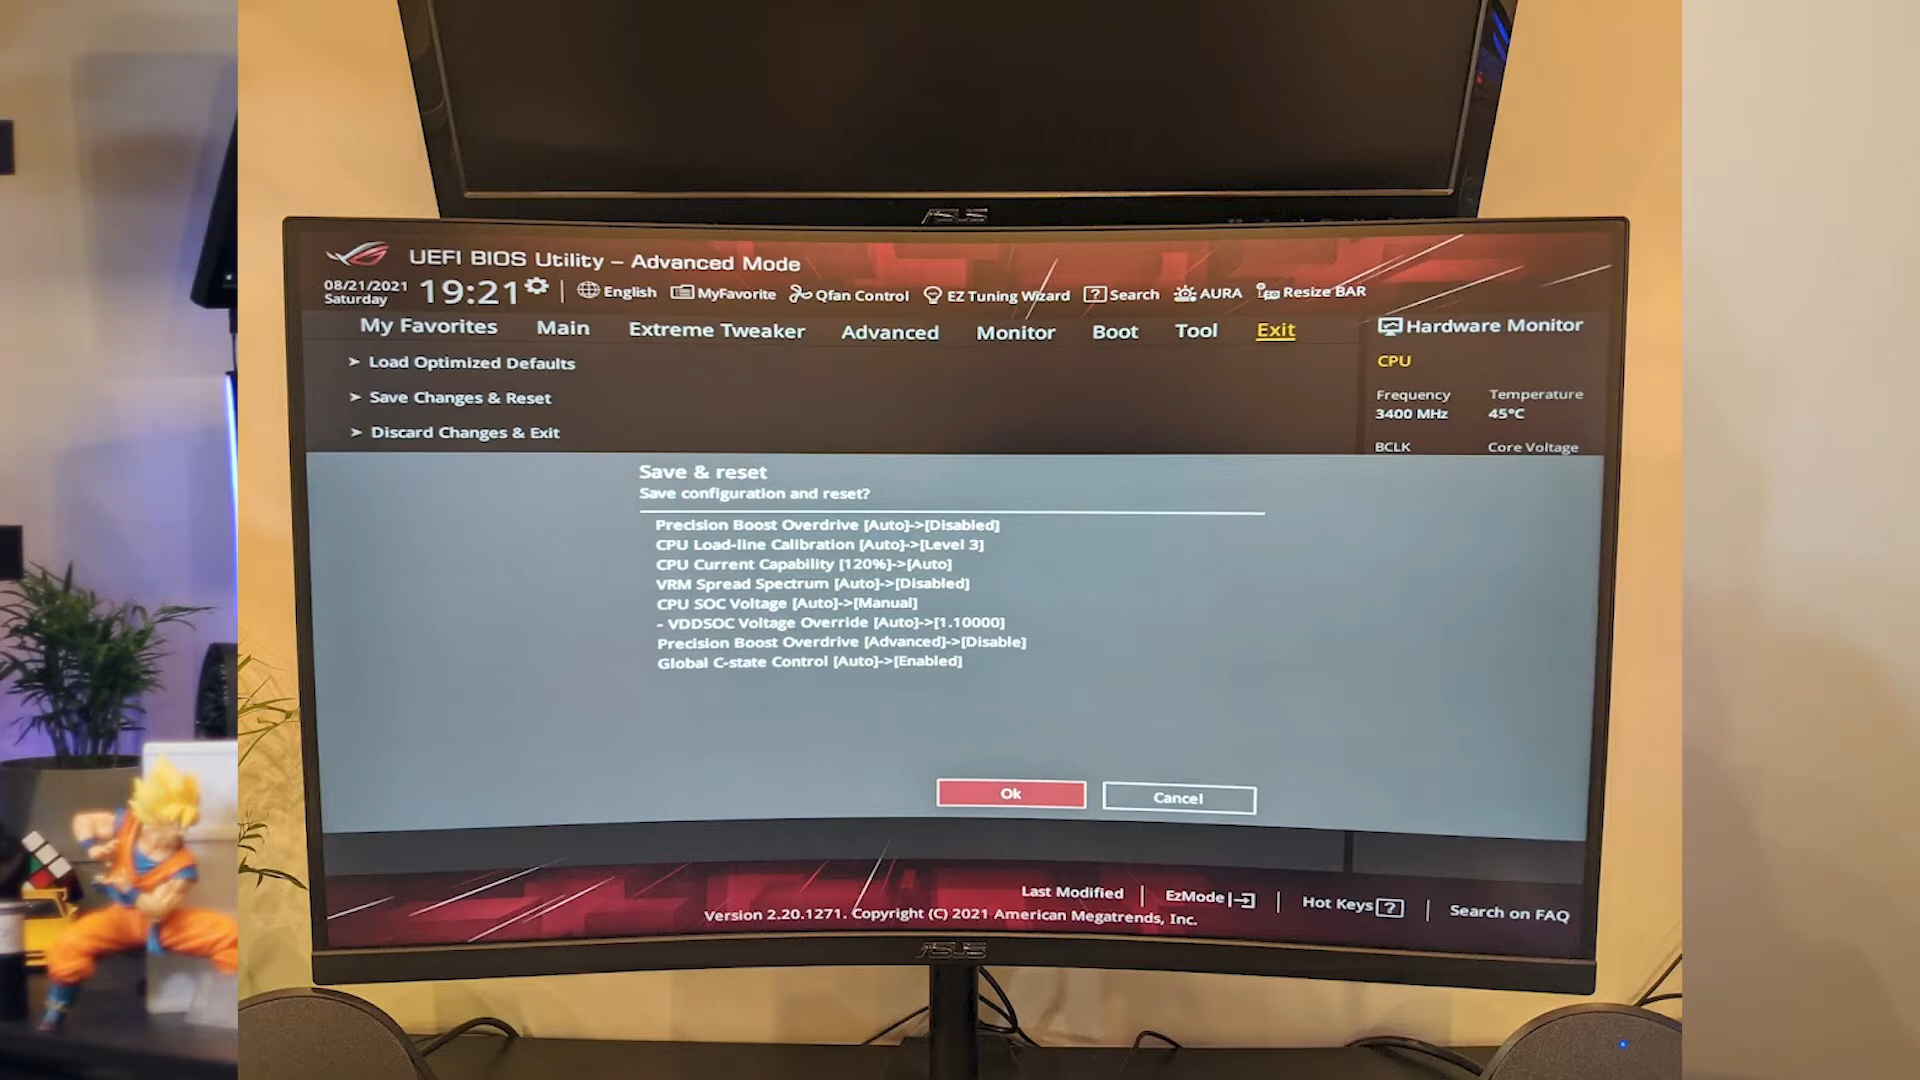 ASUS
UEFI BIOS Utility – Advanced Mode
08/21/2021
Saturday
19:21
English
MyFavorite
Qfan Control
EZ Tuning Wizard
Search
AURA
Resize BAR
My Favorites
Main
Extreme Tweaker
Advanced
Monitor
Boot
Tool
Exit
Hardware Monitor
Load Optimized Defaults
Save Changes & Reset
Discard Changes & Exit
CPU
Frequency Temperature
3400 MHz 45°C
BCLK Core Voltage
Save & reset
Save configuration and reset?
Precision Boost Overdrive [Auto]->[Disabled]
CPU Load-line Calibration [Auto]->[Level 3]
CPU Current Capability [120%]->[Auto]
VRM Spread Spectrum [Auto]->[Disabled]
CPU SOC Voltage [Auto]->[Manual]
- VDDSOC Voltage Override [Auto]->[1.10000]
Precision Boost Overdrive [Advanced]->[Disable]
Global C-state Control [Auto]->[Enabled]
Ok
Cancel
Last Modified
EzMode
Hot Keys ?
Search on FAQ
Version 2.20.1271. Copyright (C) 2021 American Megatrends, Inc.
ASUS